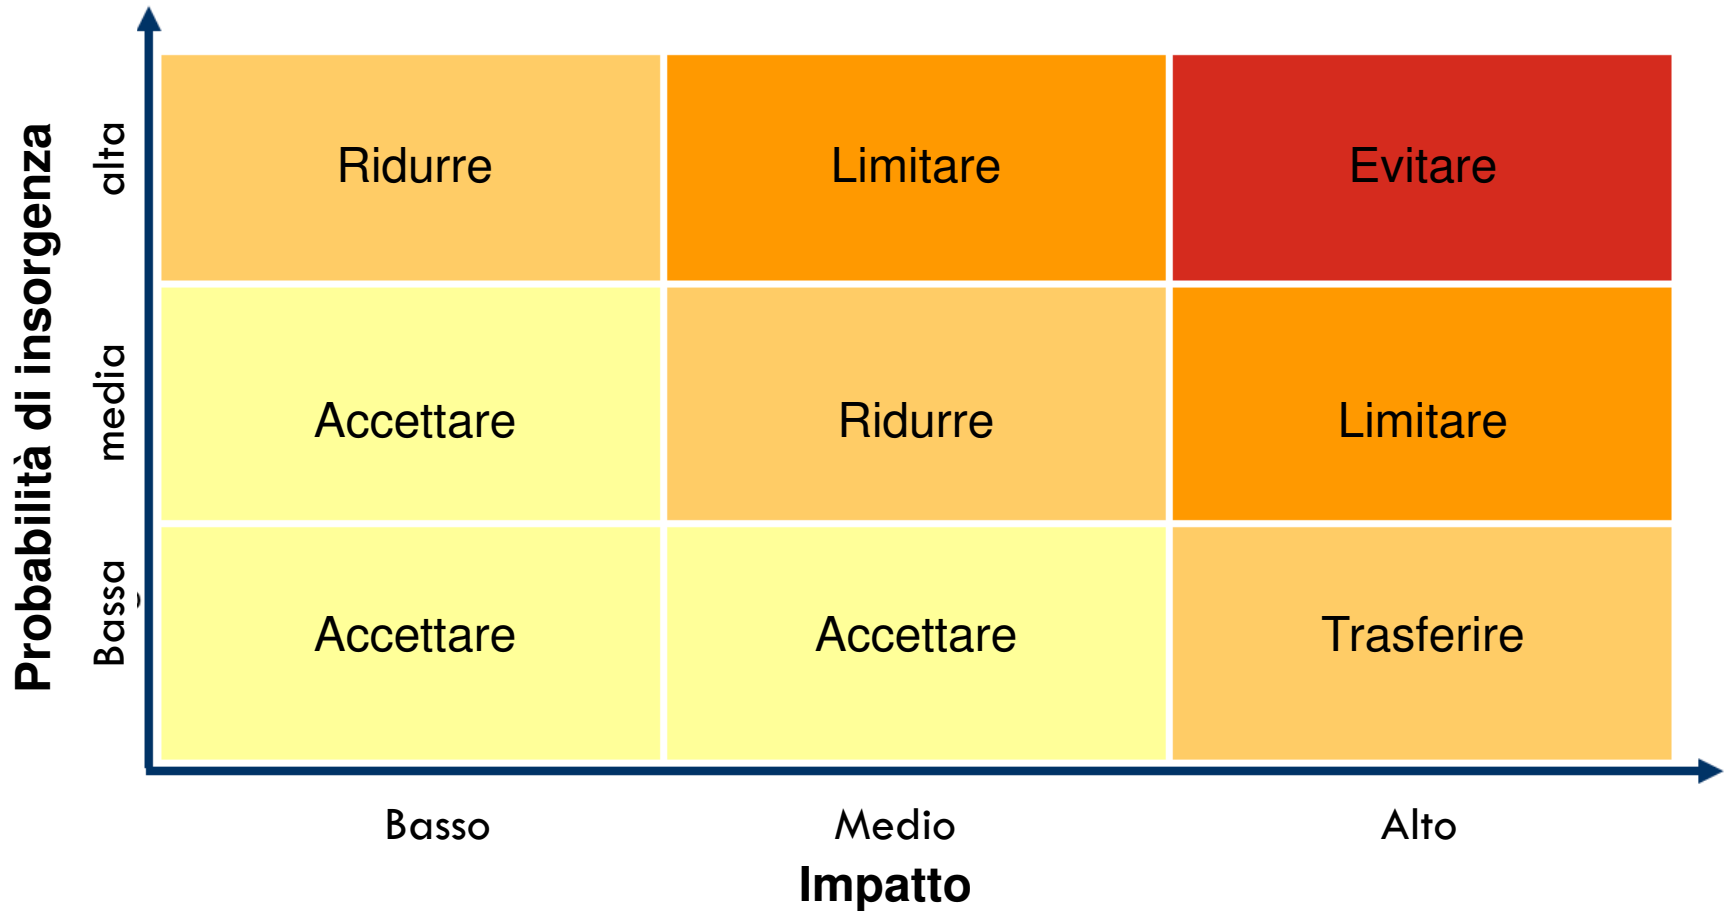 Probabilità di insorgenza
alta
Ridurre
Limitare
Evitare
media
Accettare
Ridurre
Limitare
Bassa
Accettare
Accettare
Trasferire
Basso
Medio
Alto
Impatto